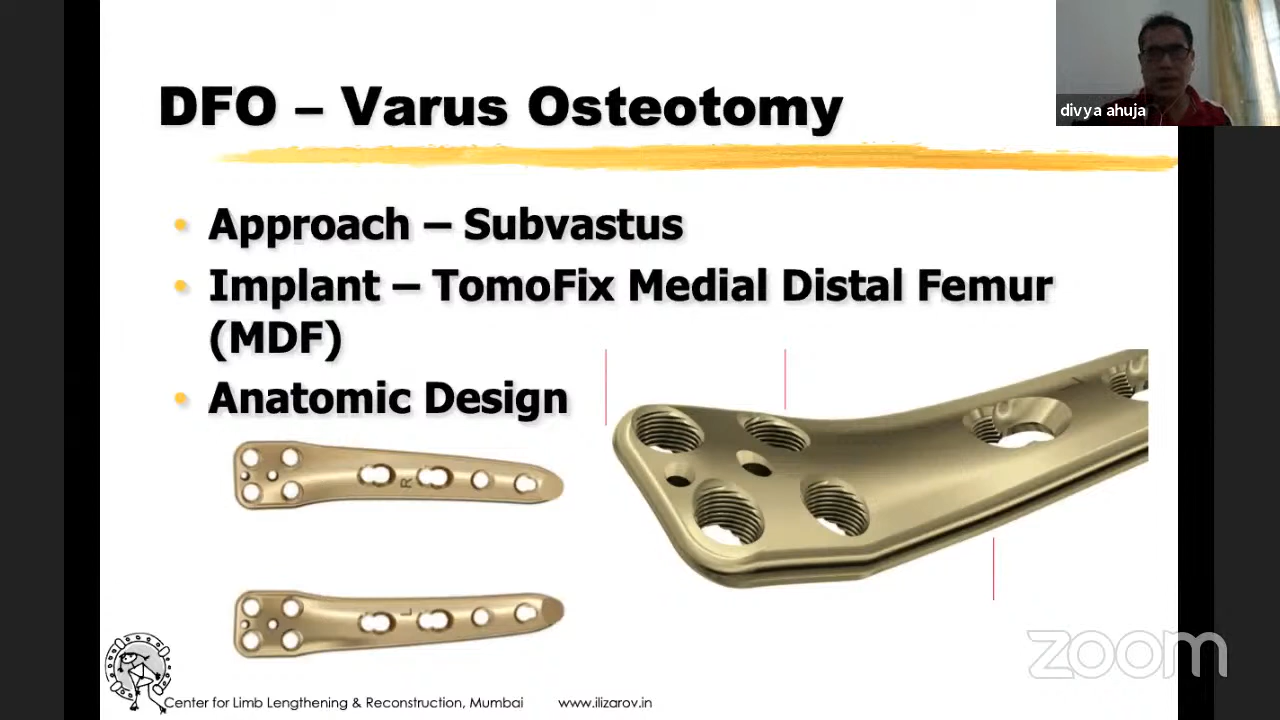 DFO – Varus Osteotomy
divya ahuja
• Approach – Subvastus
• Implant – TomoFix Medial Distal Femur
(MDF)
• Anatomic Design
R
L
zoom
Center for Limb Lengthening & Reconstruction, Mumbai www.ilizarov.in